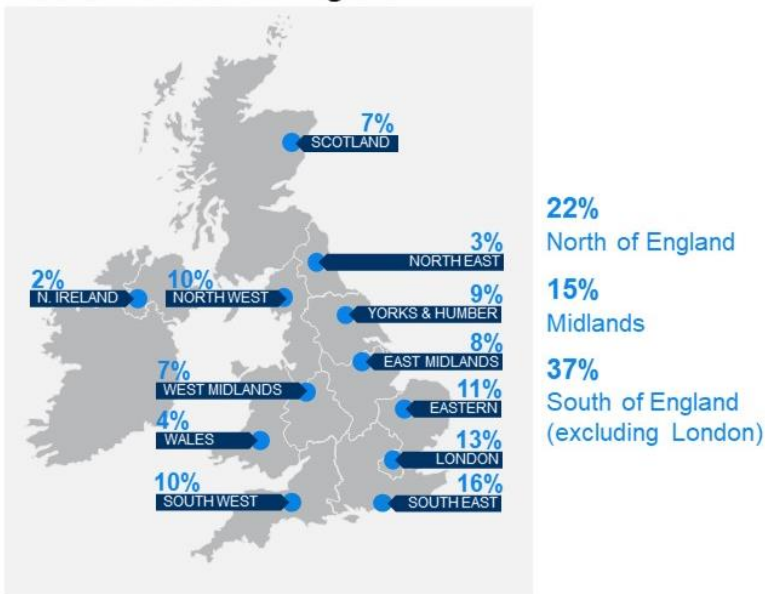 7%
SCOTLAND
3%
NORTH EAST
2%
N. IRELAND
10%
NORTH WEST
9%
YORKS & HUMBER
8%
EAST MIDLANDS
7%
WEST MIDLANDS
11%
EASTERN
4%
WALES
13%
LONDON
10%
SOUTH WEST
16%
SOUTH EAST
22%
North of England
15%
Midlands
37%
South of England
(excluding London)